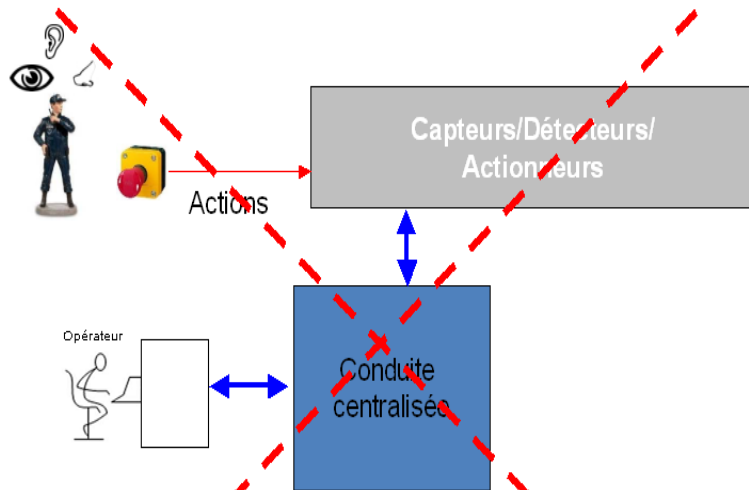 Capteurs/Détecteurs/
Actionneurs
Actions
Opérateur
Conduite
centralisée